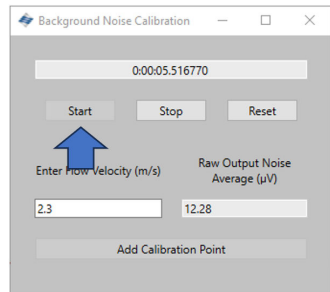 Background Noise Calibration
0:00:05.516770
Start Stop Reset
Enter Flow Velocity (m/s)
Raw Output Noise
Average (µV)
2.3 12.28
Add Calibration Point